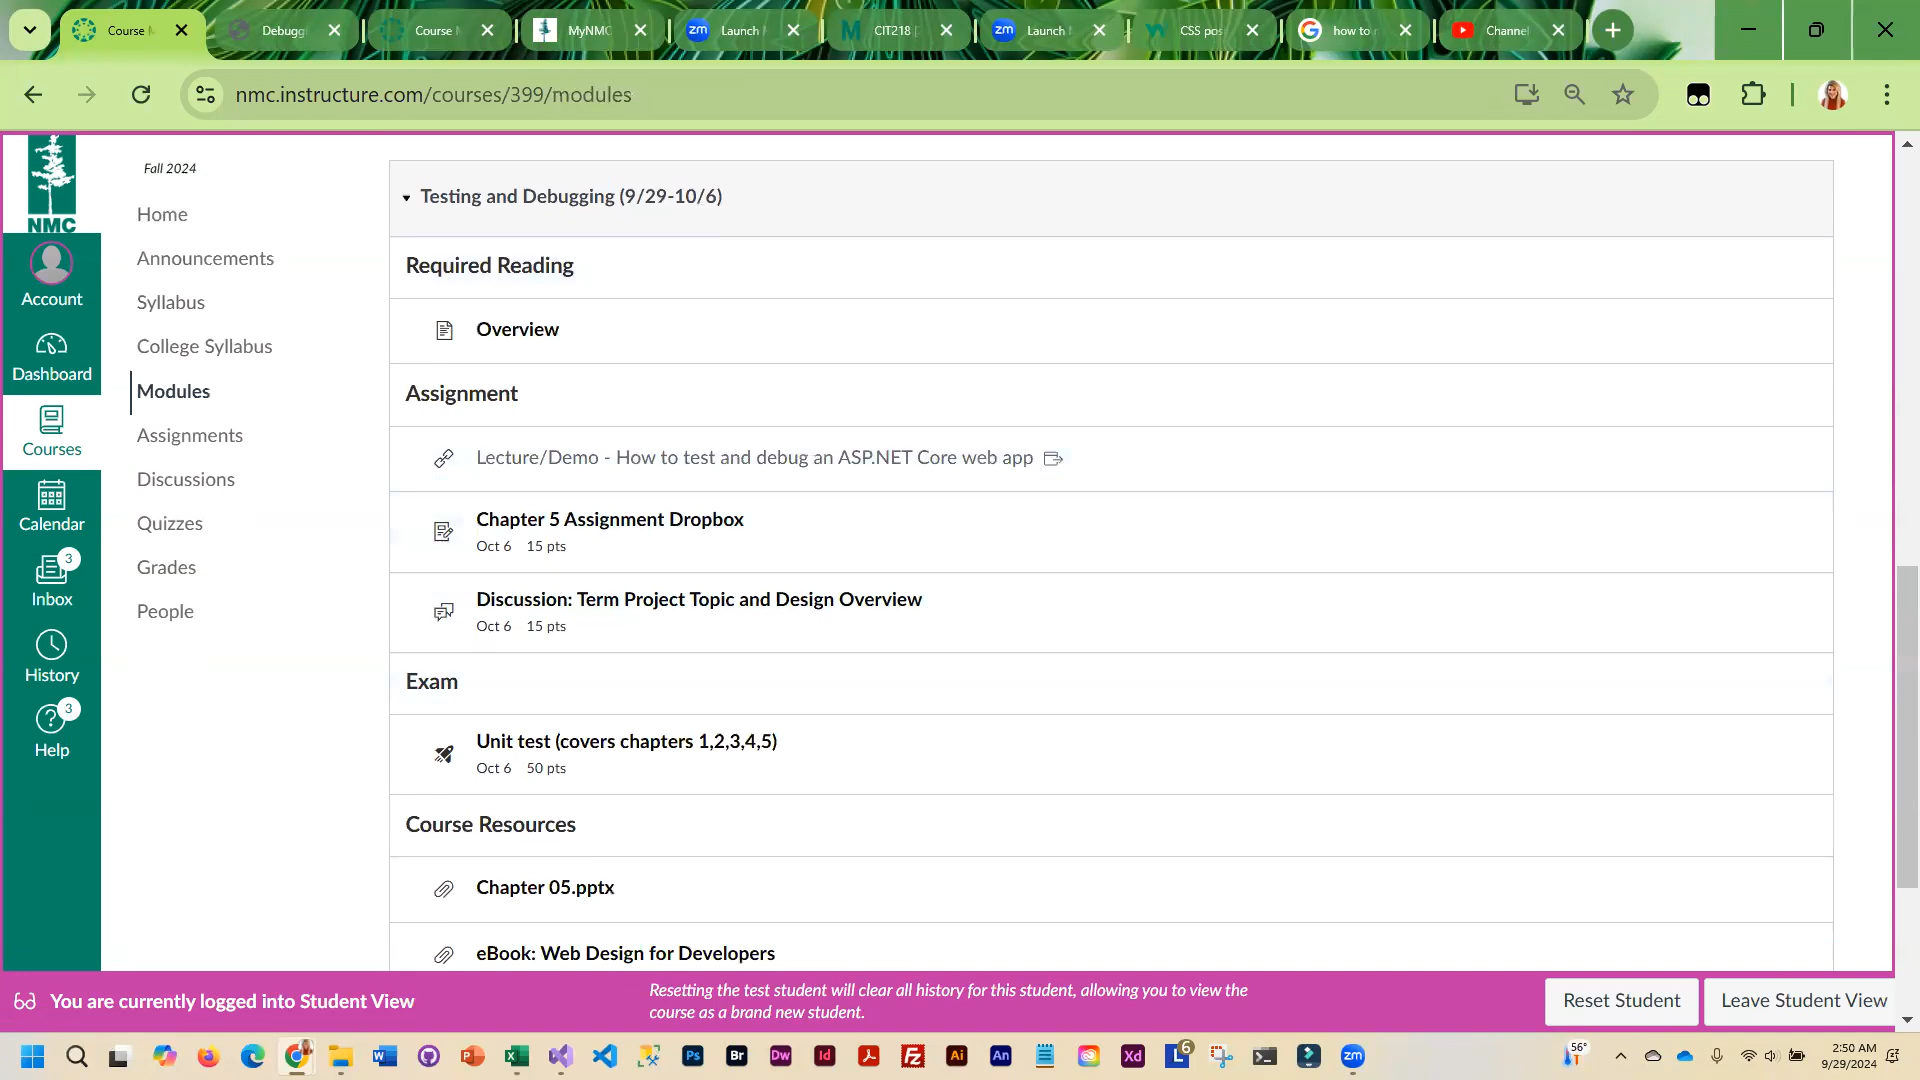 Course
Debugg
Course
MyNMC
Launch
CIT218
Launch
CSS pos
how to
Channel
nmc.instructure.com/courses/399/modules
NMC
Account
Dashboard
Courses
Calendar
3
Inbox
History
3
Help
Fall 2024
Home
Announcements
Syllabus
College Syllabus
Modules
Assignments
Discussions
Quizzes
Grades
People
Testing and Debugging (9/29-10/6)
Required Reading
Overview
Assignment
Lecture/Demo - How to test and debug an ASP.NET Core web app
Chapter 5 Assignment Dropbox
Oct 6 15 pts
Discussion: Term Project Topic and Design Overview
Oct 6 15 pts
Exam
Unit test (covers chapters 1,2,3,4,5)
Oct 6 50 pts
Course Resources
Chapter 05.pptx
eBook: Web Design for Developers
You are currently logged into Student View
Resetting the test student will clear all history for this student, allowing you to view the
course as a brand new student.
Reset Student
Leave Student View
56°
2:50 AM
9/29/2024